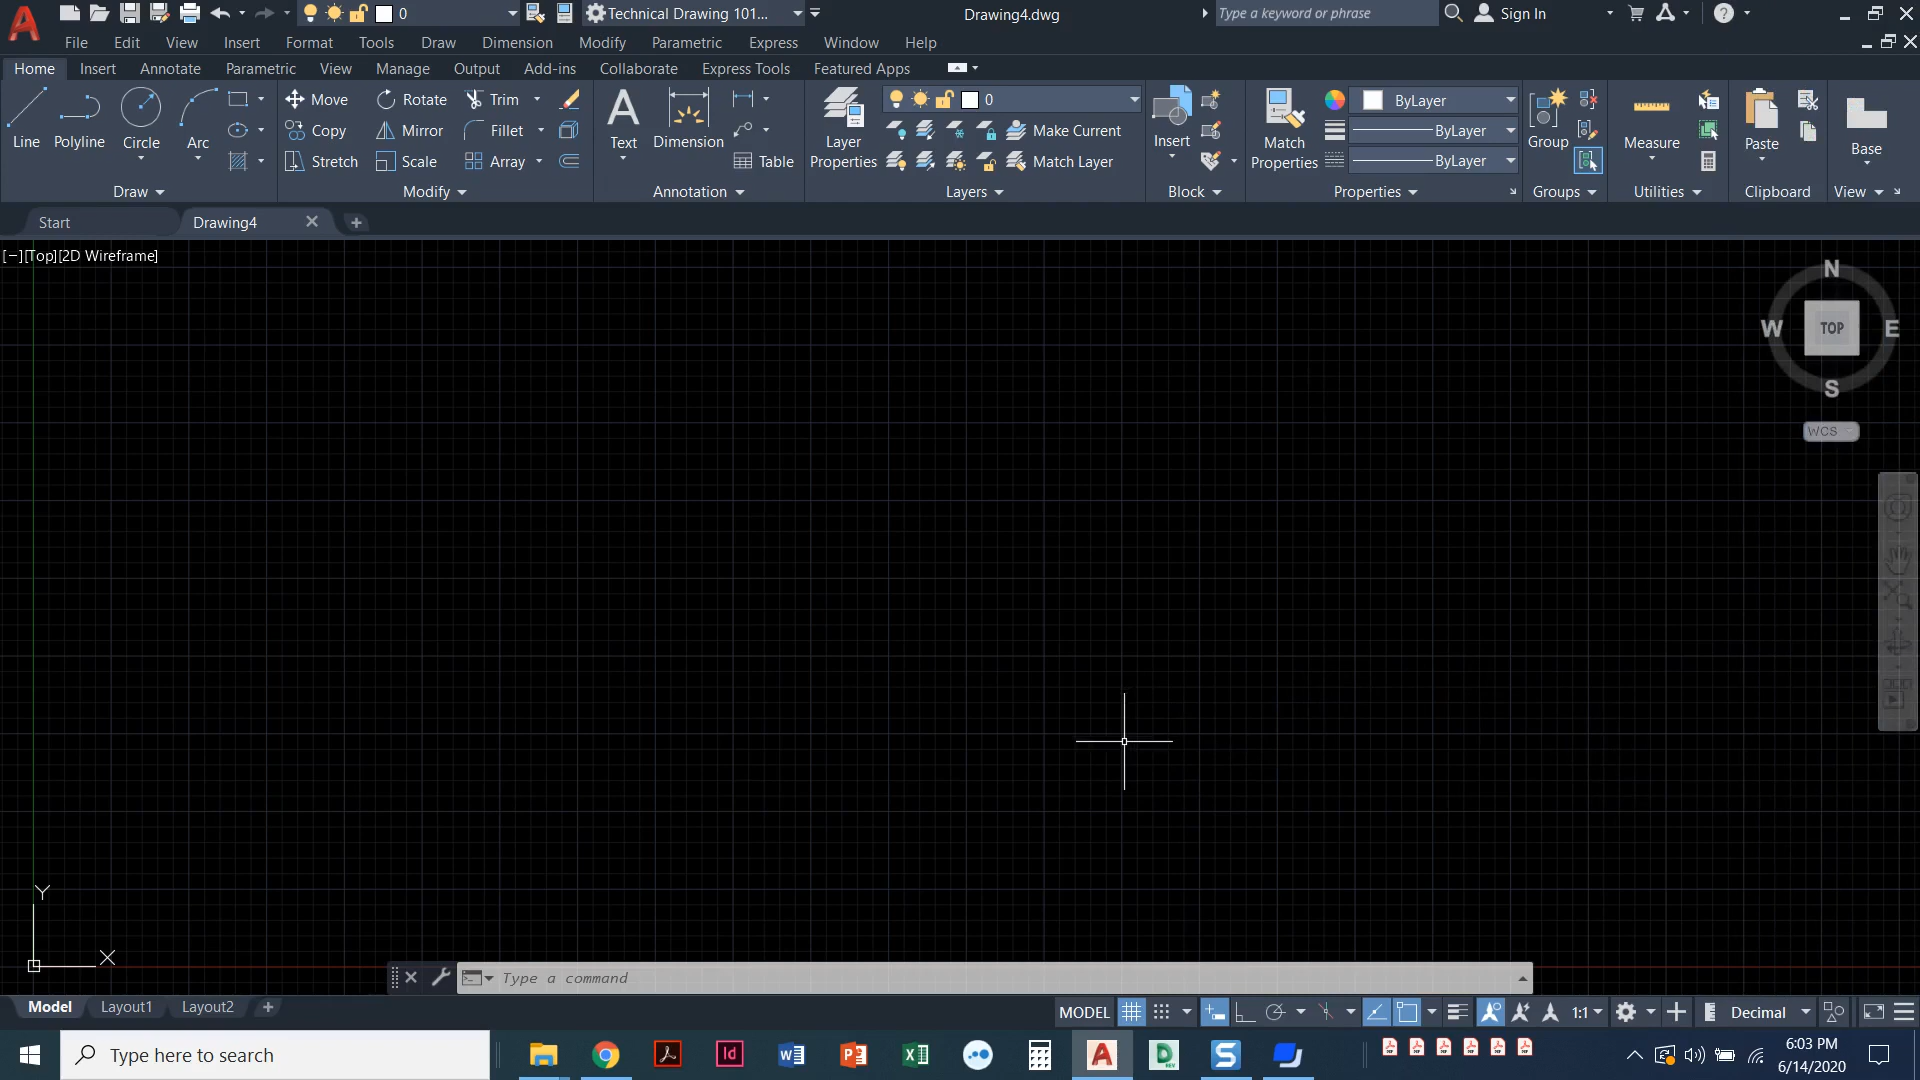 0
Technical Drawing 101...
Drawing4.dwg
Type a keyword or phrase
Sign In
File Edit View Insert Format Tools Draw Dimension Modify Parametric Express Window Help
Home Insert Annotate Parametric View Manage Output Add-ins Collaborate Express Tools Featured Apps
Line
Polyline
Circle
Arc
Draw
Move
Rotate
Trim
Copy
Mirror
Fillet
Stretch
Scale
Array
Modify
Text
Dimension
Table
Annotation
Layer
Properties
0
Make Current
Match Layer
Layers
Insert
Block
Match
Properties
ByLayer
ByLayer
ByLayer
Properties
Group
Groups
Measure
Utilities
Paste
Clipboard
Base
View
Start
Drawing4
[−][Top][2D Wireframe]
N
W
TOP
E
S
WCS
Y
X
Type a command
Model
Layout1
Layout2
MODEL
1:1
Decimal
Type here to search
6:03 PM
6/14/2020